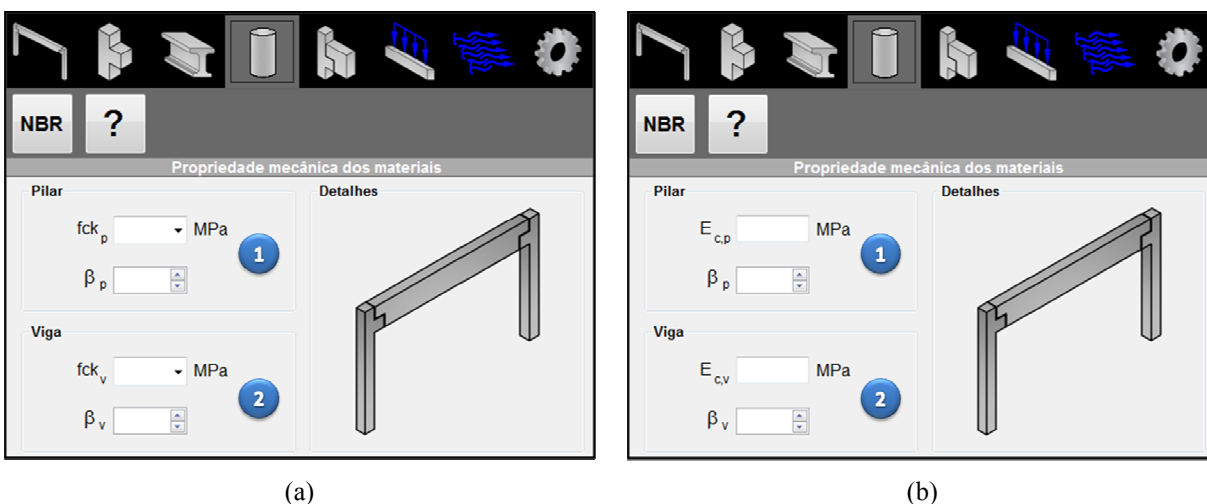 NBR ?
Propriedade mecânica dos materiais
Pilar
fck p MPa
1
β p
Viga
fck v MPa
2
β v
Detalhes
(a)
NBR ?
Propriedade mecânica dos materiais
Pilar
E c,p MPa
1
β p
Viga
E c,v MPa
2
β v
Detalhes
(b)